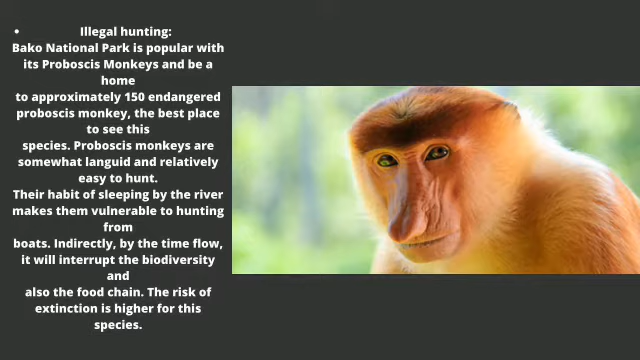 • Illegal hunting:
Bako National Park is popular with
its Proboscis Monkeys and be a
home
to approximately 150 endangered
proboscis monkey, the best place
to see this
species. Proboscis monkeys are
somewhat languid and relatively
easy to hunt.
Their habit of sleeping by the river
makes them vulnerable to hunting
from
boats. Indirectly, by the time flow,
it will interrupt the biodiversity
and
also the food chain. The risk of
extinction is higher for this
species.